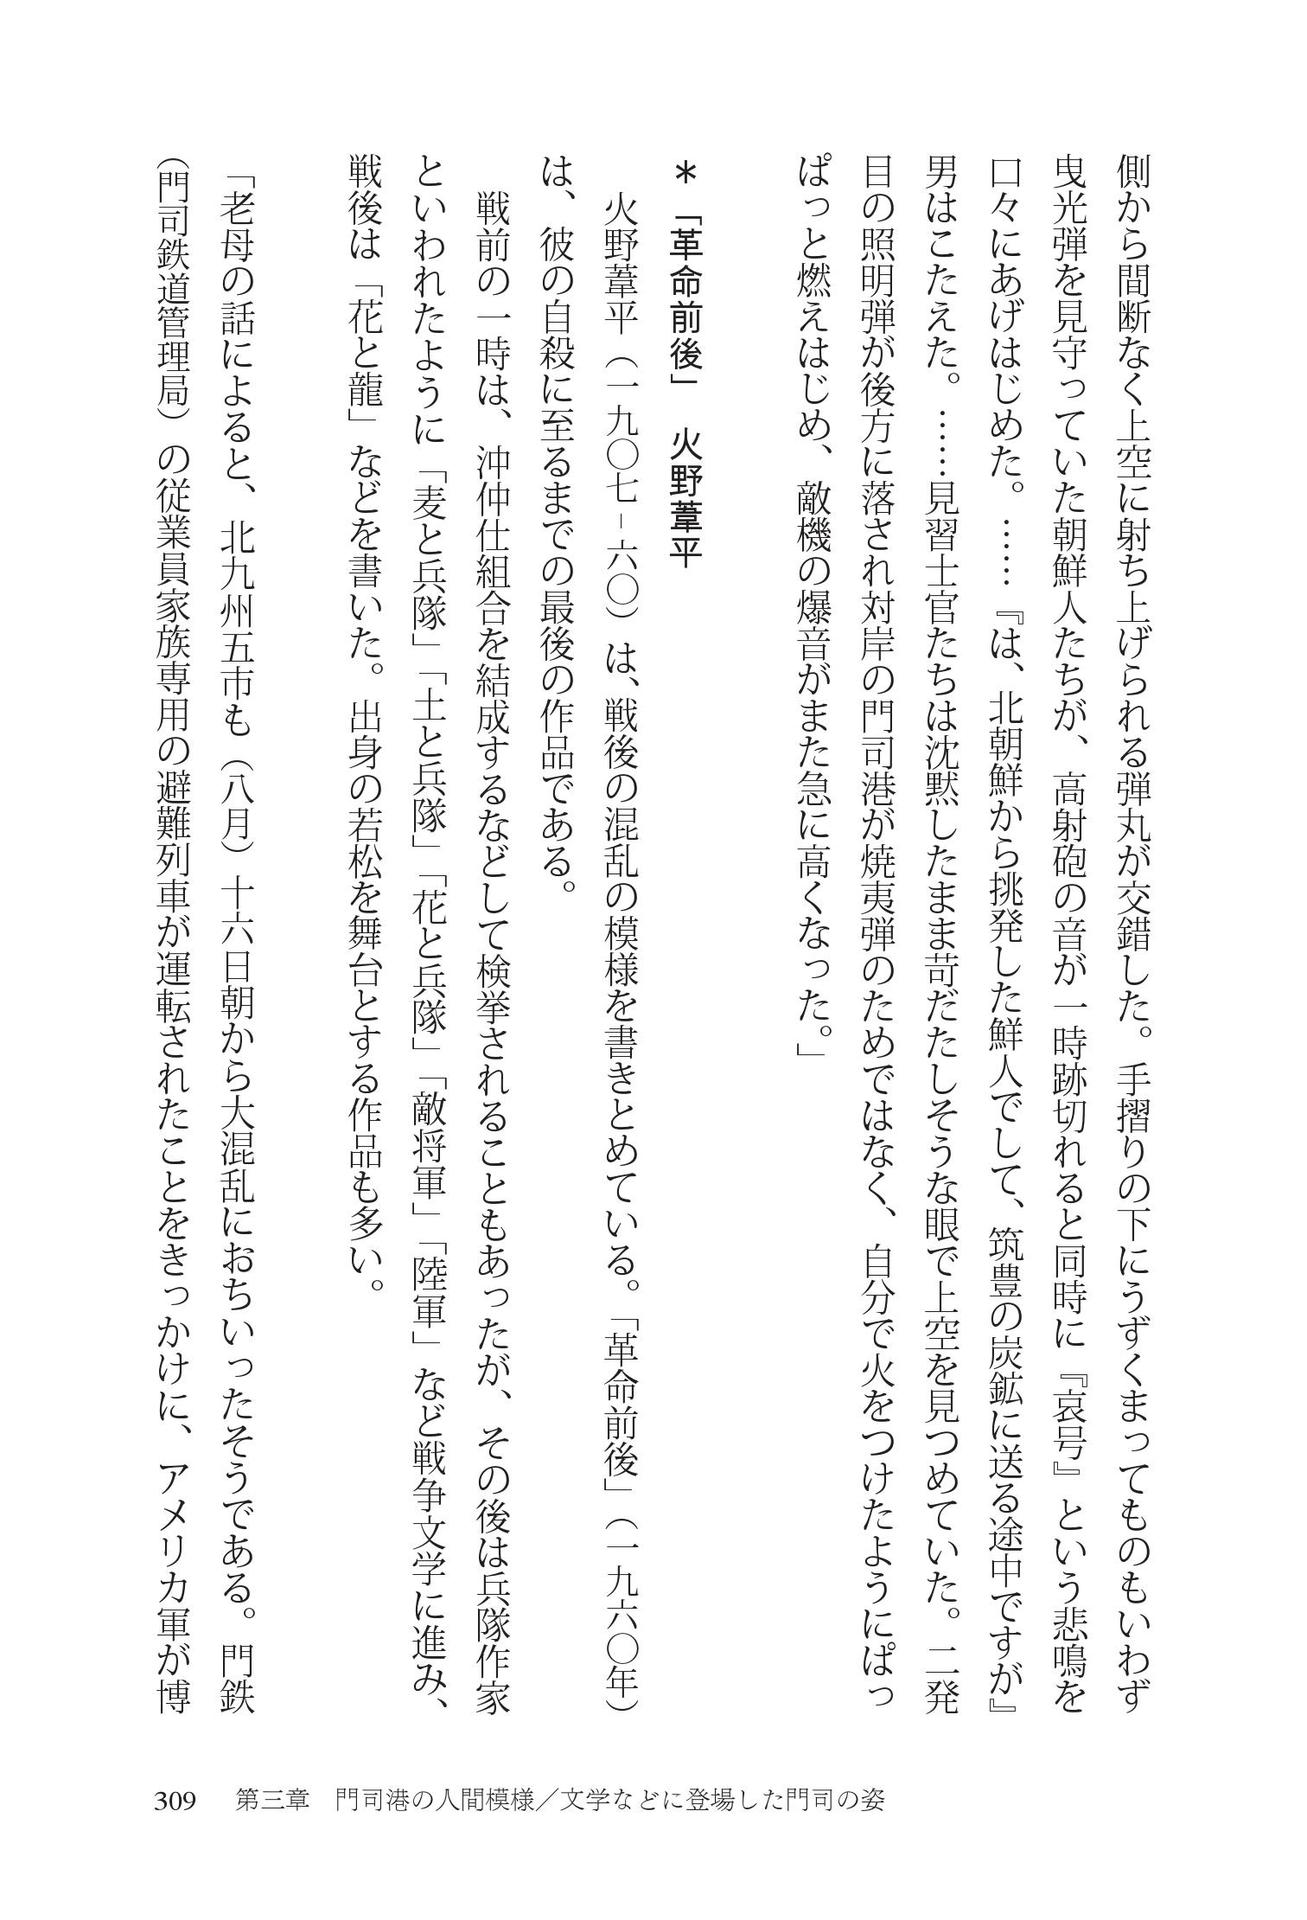 側から間断なく上空に射ち上げられる弾丸が交錯した。手摺りの下にうずくまってものもいわず
曳光弾を見守っていた朝鮮人たちが、高射砲の音が一時跡切れると同時に『哀号』という悲鳴を
口々にあげはじめた。……『は、北朝鮮から挑発した鮮人でして、筑豊の炭鉱に送る途中ですが』
男はこたえた。……見習士官たちは沈黙したまま苛だたしそうな眼で上空を見つめていた。二発
目の照明弾が後方に落され対岸の門司港が焼夷弾のためではなく、自分で火をつけたようにぱっ
ぱっと燃えはじめ、敵機の爆音がまた急に高くなった。」
＊「革命前後」　火野葦平
　火野葦平（一九〇七－六〇）は、戦後の混乱の模様を書きとめている。「革命前後」（一九六〇年）
は、彼の自殺に至るまでの最後の作品である。
　戦前の一時は、沖仲仕組合を結成するなどして検挙されることもあったが、その後は兵隊作家
といわれたように「麦と兵隊」「土と兵隊」「花と兵隊」「敵将軍」「陸軍」など戦争文学に進み、
戦後は「花と龍」などを書いた。出身の若松を舞台とする作品も多い。
「老母の話によると、北九州五市も（八月）十六日朝から大混乱におちいったそうである。門鉄
（門司鉄道管理局）の従業員家族専用の避難列車が運転されたことをきっかけに、アメリカ軍が博
309　第三章　門司港の人間模様／文学などに登場した門司の姿